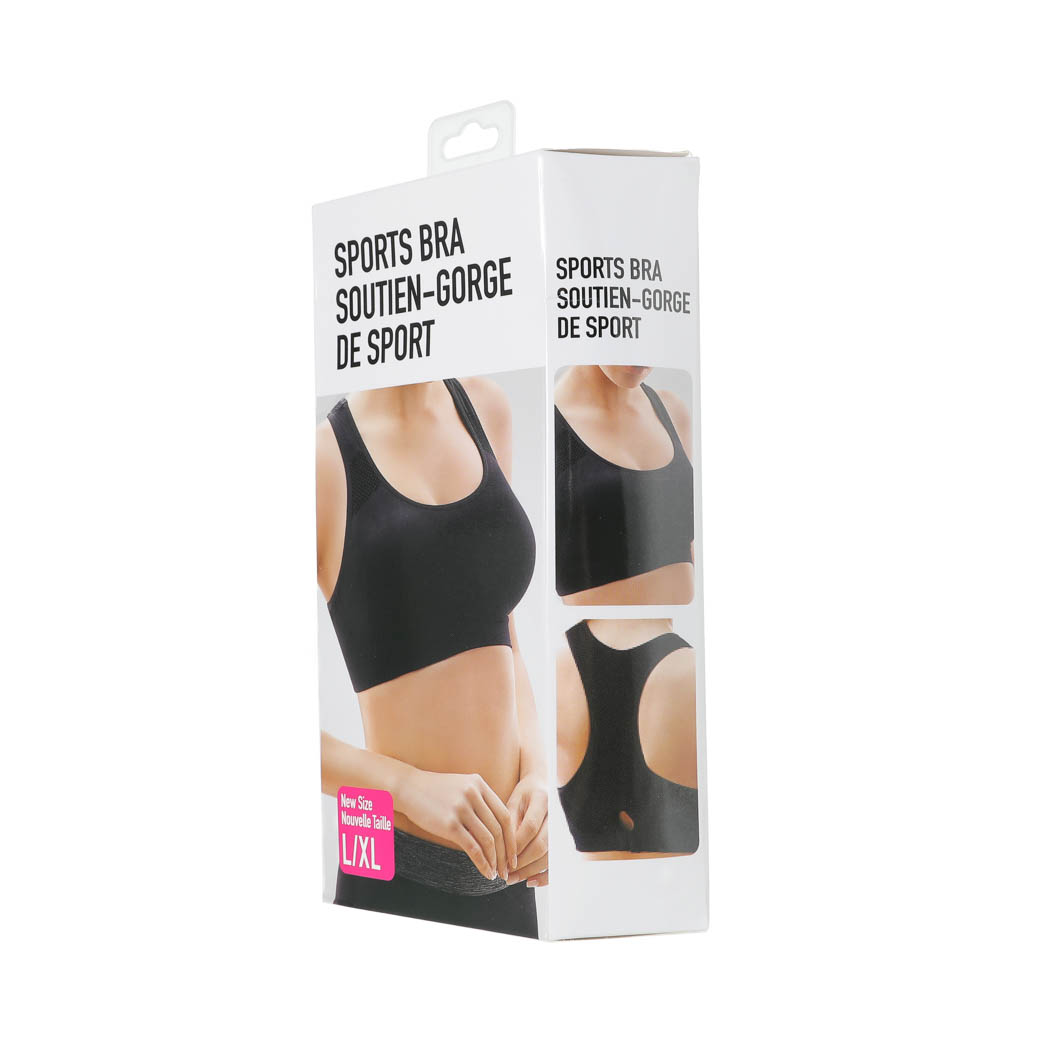 SPORTS BRA
SOUTIEN-GORGE
DE SPORT
New Size
Nouvelle Taille
L/XL
SPORTS BRA
SOUTIEN-GORGE
DE SPORT